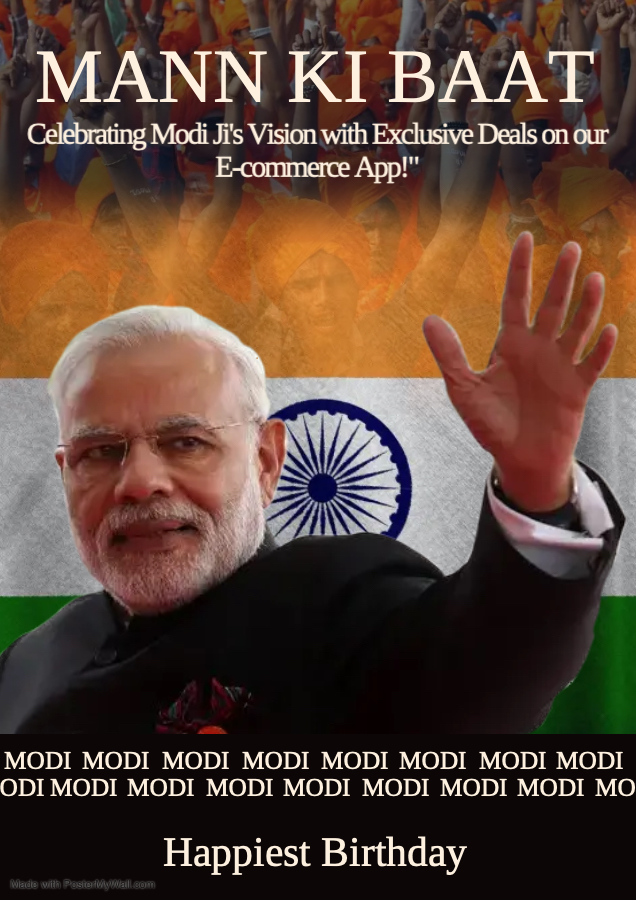 MANN KI BAAT
Celebrating Modi Ji's Vision with Exclusive Deals on our
E-commerce App!"
MODI MODI MODI MODI MODI MODI MODI MODI
ODI MODI MODI MODI MODI MODI MODI MODI MO
Happiest Birthday
Made with PosterMyWall.com